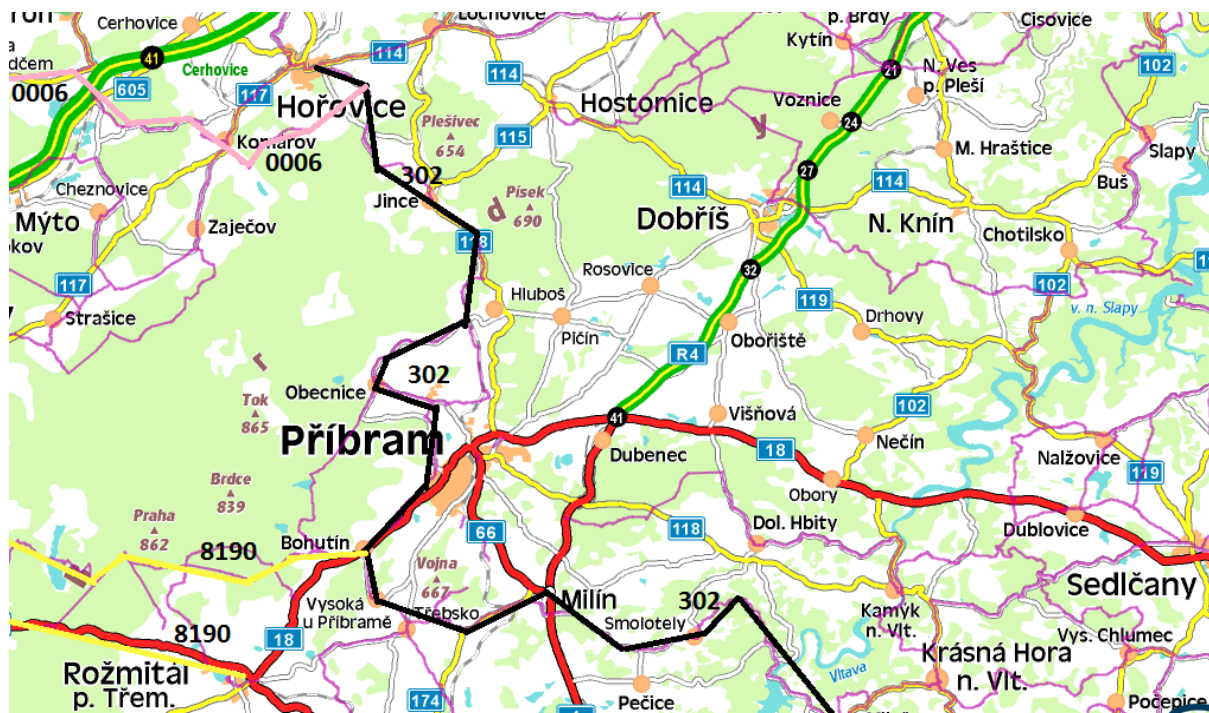 Cerhovice
Lochovice
p. Brdy
Čisovice
Kytín
41
114
21
102
dčem
605
Cerhovice
N. Ves
p. Pleší
0006
117
Hořovice
114
Hostomice
Voznice
24
Plešivec
654
115
y
Komárov
0006
M. Hraštice
Slapy
302
27
Buš
Cheznovice
Jince
Písek
690
d
114
114
Mýto
Zaječov
Dobříš
N. Knín
Chotilsko
kov
118
117
Rosovice
32
102
Strašice
Hluboš
119
v. n. Slapy
Pičín
Obořiště
Drhovy
r
R4
Obecnice
302
Tok
865
41
Višňová
102
Příbram
Dubenec
18
Nečín
Nalžovice
119
Brdce
839
Obory
Praha
862
8190
Bohutín
66
118
Dol. Hbity
Dublovice
Vojna
667
Sedlčany
Vysoká
u Příbramě
Třebsko
Milín
302
Kamýk
n. Vlt.
8190
18
Smolotely
Vys. Chlumec
Rožmitál
p. Třem.
Vltava
Krásná Hora
n. Vlt.
174
Pečice
Počepice